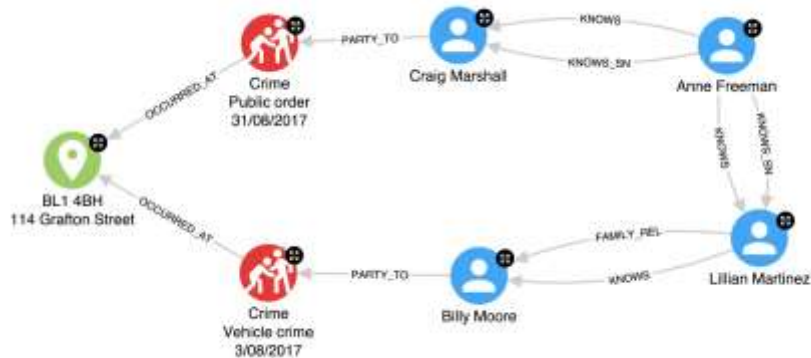 KNOWS
PARTY_TO
KNOWS_SN
Craig Marshall
Anne Freeman
Crime
Public order
31/08/2017
OCCURRED_AT
KNOWS
KNOWS_SN
BL1 4BH
114 Grafton Street
OCCURRED_AT
FAMILY_REL
Lillian Martinez
PARTY_TO
KNOWS
Billy Moore
Crime
Vehicle crime
3/08/2017